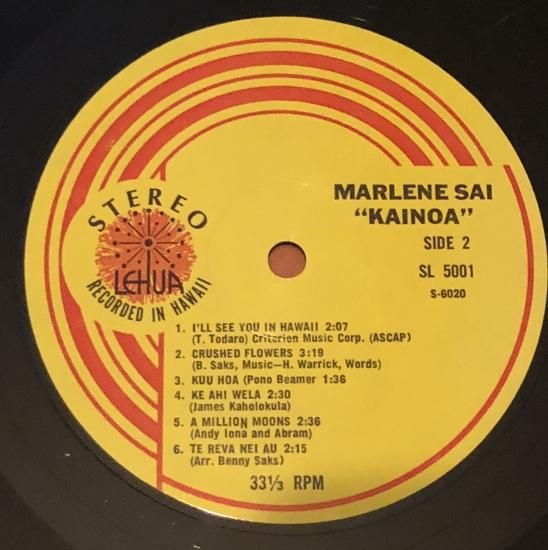 MARLENE SAI
"KAINOA"
SIDE 2
SL 5001
S-6020
STEREO
LEHUA
RECORDED IN HAWAII
1. I'LL SEE YOU IN HAWAII 2:07
(T. Todaro) Criterion Music Corp. (ASCAP)
2. CRUSHED FLOWERS 3:19
(B. Saks, Music—H. Warrick, Words)
3. KUU HOA (Pono Beamer 1:36
4. KE AHI WELA 2:30
(James Kaholokula)
5. A MILLION MOONS 2:36
(Andy Iona and Abram)
6. TE REVA NEI AU 2:15
(Arr. Benny Saks)
33⅓ RPM